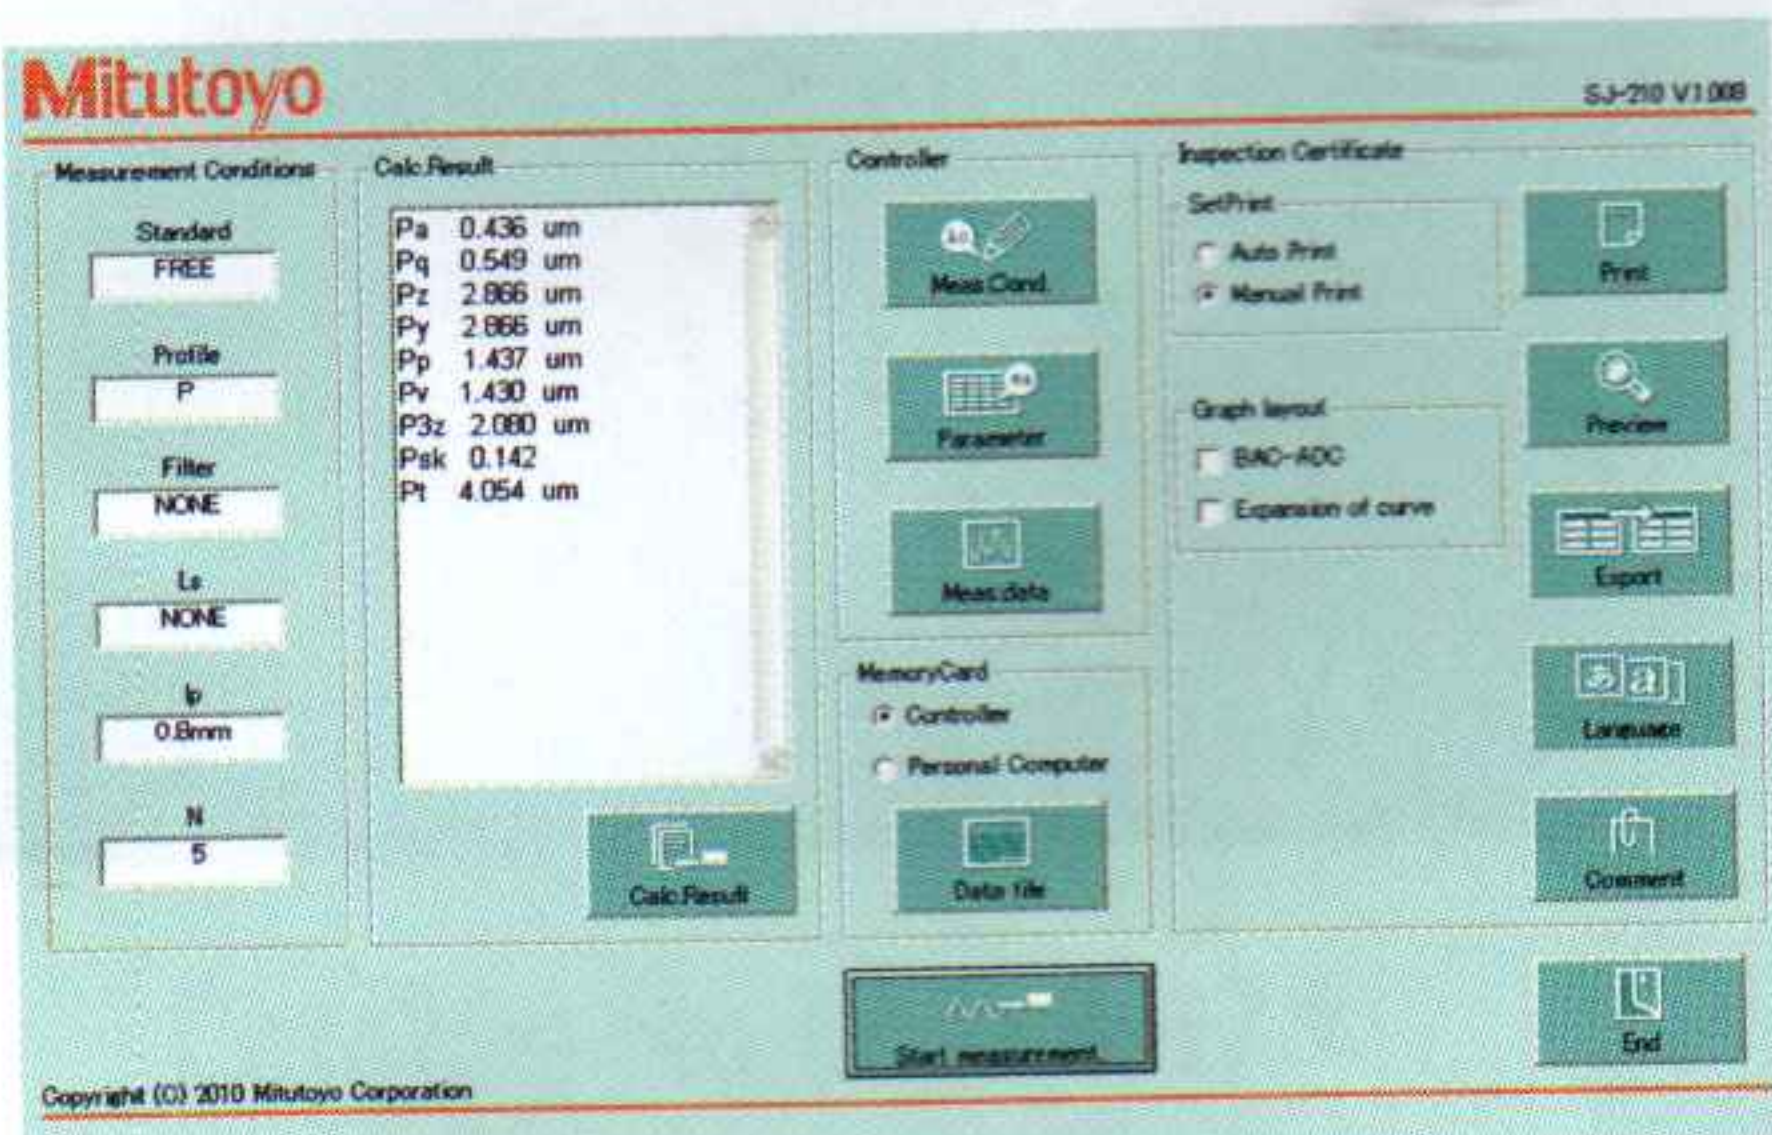 Mitutoyo
SJ-210 V1.008
Measurement Conditions
Standard
FREE
Profile
P
Filter
NONE
Ls
NONE
lp
0.8mm
N
5
Calc.Result
Pa 0.436 um
Pq 0.549 um
Pz 2.866 um
Py 2.866 um
Pp 1.437 um
Pv 1.430 um
P3z 2.080 um
Psk 0.142
Pt 4.054 um
Calc.Result
Controller
Meas.Cond.
Parameter
Meas.data
MemoryCard
Controller
Personal Computer
Data file
Start measurement
Inspection Certificate
SetPrint
Auto Print
Manual Print
Graph layout
BAC-ADC
Expansion of curve
Print
Preview
Export
あ a
Language
Comment
End
Copyright (C) 2010 Mitutoyo Corporation